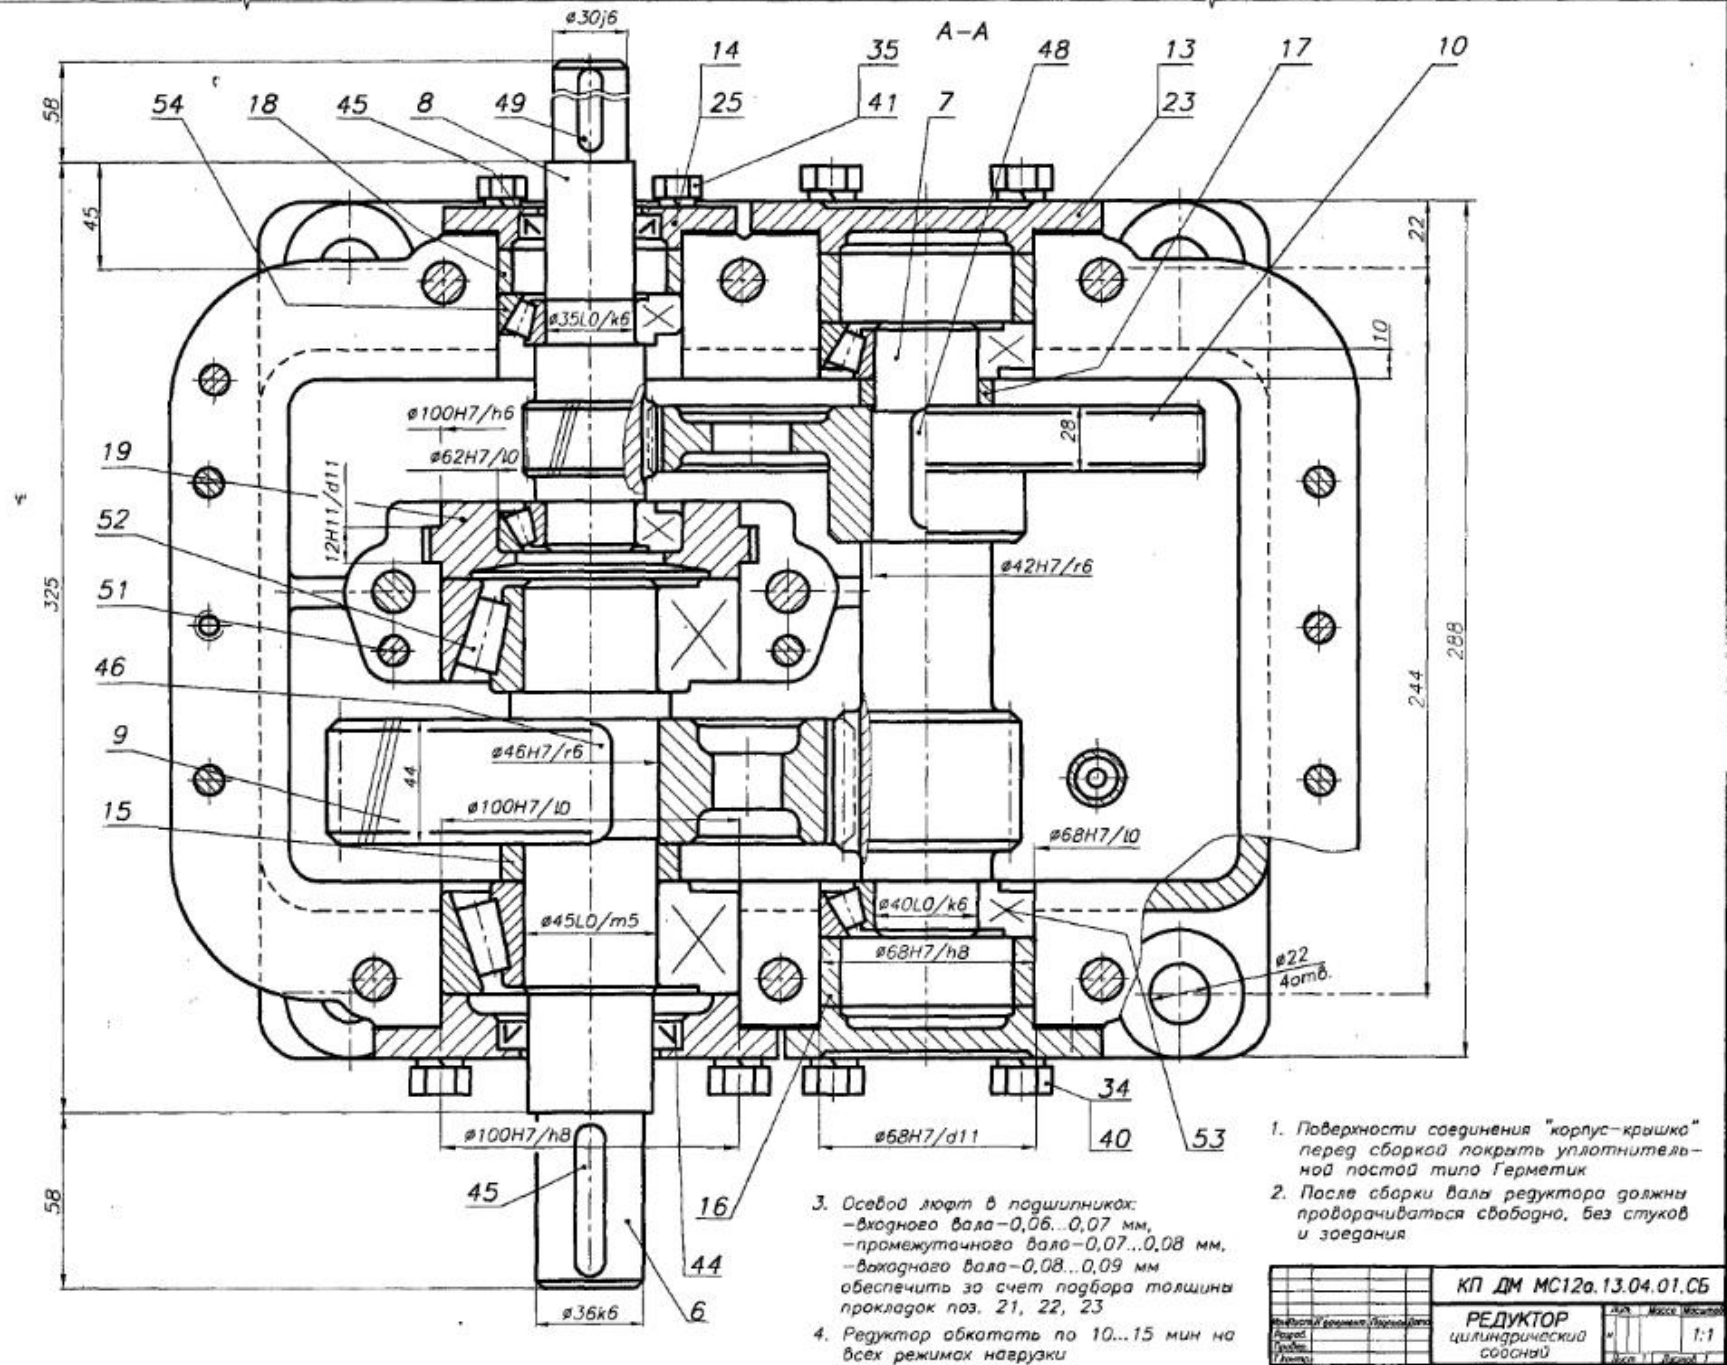 ø30j6
A-A
14
35
48
13
17
10
54
18
45
8
49
25
41
7
23
58
45
22
ø35L0/k6
10
ø100H7/h6
28
19
ø62H7/l0
12H11/d11
52
ø42H7/r6
325
51
288
46
244
9
ø46H7/r6
44
15
ø100H7/l0
ø68H7/l0
ø45L0/m5
ø40L0/k6
ø68H7/h8
ø22
4отв.
34
ø100H7/h8
ø68H7/d11
40
53
58
45
16
44
ø36k6
6
1. Поверхности соединения "корпус-крышка"
перед сборкой покрыть уплотнитель-
ной пастой типа Герметик
2. После сборки валы редуктора должны
проворачиваться свободно, без стуков
и заедания
3. Осевой люфт в подшипниках:
-входного вала-0,06...0,07 мм,
-промежуточного вала-0,07...0,08 мм,
-выходного вала-0,08...0,09 мм
обеспечить за счет подбора толщины
прокладок поз. 21, 22, 23
4. Редуктор обкатать по 10...15 мин на
всех режимах нагрузки
КП ДМ МС12а.13.04.01.СБ
РЕДУКТОР
цилиндрический
соосный
Лит. Масса Масштаб
1:1
Разраб.